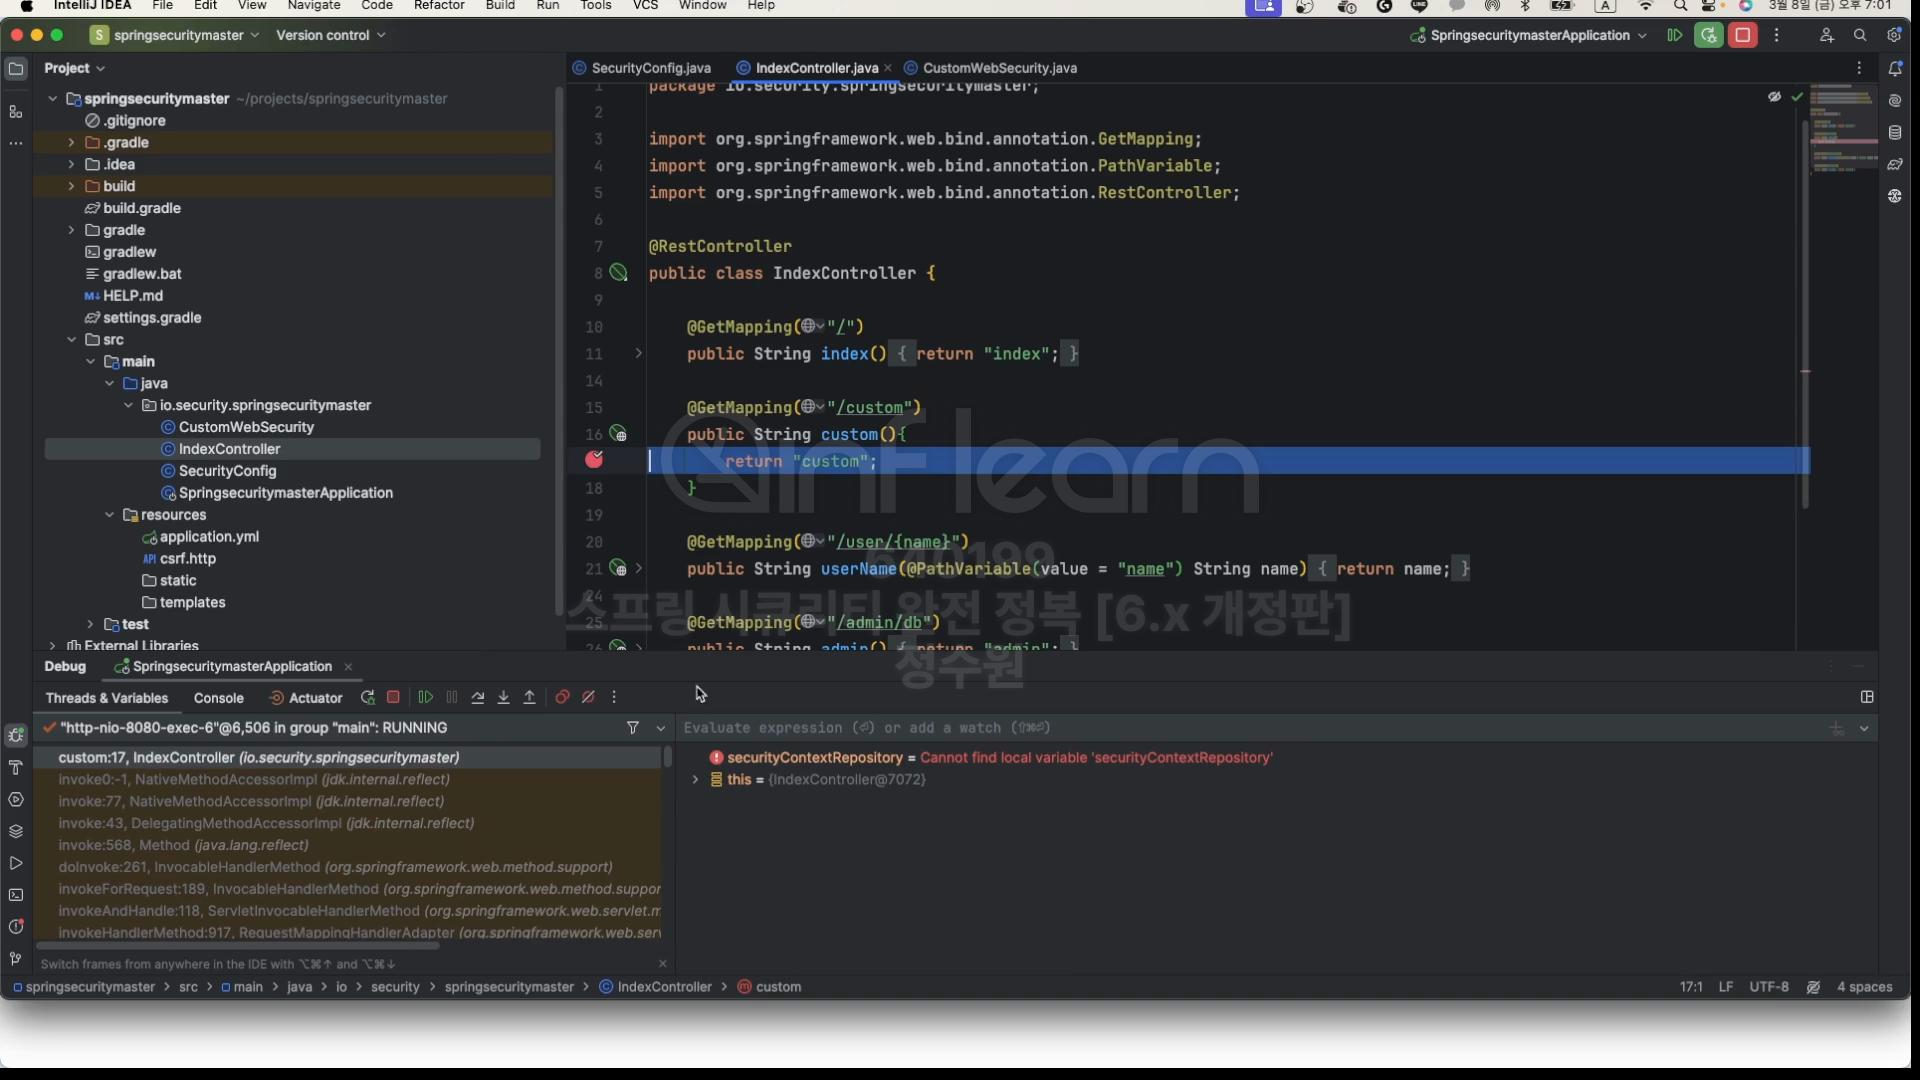 IntelliJ IDEA File Edit View Navigate Code Refactor Build Run Tools VCS Window Help A 3월 8일 (금) 오후 7:01
S springsecuritymaster Version control SpringsecuritymasterApplication
Project
SecurityConfig.java IndexController.java CustomWebSecurity.java
springsecuritymaster ~/projects/springsecuritymaster
.gitignore
.gradle
.idea
build
build.gradle
gradle
gradlew
gradlew.bat
M↓ HELP.md
settings.gradle
src
main
java
io.security.springsecuritymaster
CustomWebSecurity
IndexController
SecurityConfig
SpringsecuritymasterApplication
resources
application.yml
API csrf.http
static
templates
test
External Libraries
1 package io.security.springsecuritymaster;
2
3 import org.springframework.web.bind.annotation.GetMapping;
4 import org.springframework.web.bind.annotation.PathVariable;
5 import org.springframework.web.bind.annotation.RestController;
6
7 @RestController
8 public class IndexController {
9
10 @GetMapping("/")
11 public String index() { return "index"; }
14
15 @GetMapping("/custom")
16 public String custom(){
return "custom";
18 }
19
20 @GetMapping("/user/{name}")
21 public String userName(@PathVariable(value = "name") String name) { return name; }
24
25 @GetMapping("/admin/db")
26 public String admin() { return "admin"; }
inflearn
640199
스프링 시큐리티 완전 정복 [6.x 개정판]
정수원
Debug SpringsecuritymasterApplication
Threads & Variables Console Actuator
"http-nio-8080-exec-6"@6,506 in group "main": RUNNING
custom:17, IndexController (io.security.springsecuritymaster)
invoke0:-1, NativeMethodAccessorImpl (jdk.internal.reflect)
invoke:77, NativeMethodAccessorImpl (jdk.internal.reflect)
invoke:43, DelegatingMethodAccessorImpl (jdk.internal.reflect)
invoke:568, Method (java.lang.reflect)
doInvoke:261, InvocableHandlerMethod (org.springframework.web.method.support)
invokeForRequest:189, InvocableHandlerMethod (org.springframework.web.method.suppor
invokeAndHandle:118, ServletInvocableHandlerMethod (org.springframework.web.servlet.m
invokeHandlerMethod:917, RequestMappingHandlerAdapter (org.springframework.web.serv
Switch frames from anywhere in the IDE with ⌥⌘↑ and ⌥⌘↓
Evaluate expression (⏎) or add a watch (⇧⌘⏎)
securityContextRepository = Cannot find local variable 'securityContextRepository'
this = {IndexController@7072}
springsecuritymaster > src > main > java > io > security > springsecuritymaster > IndexController > custom 17:1 LF UTF-8 4 spaces